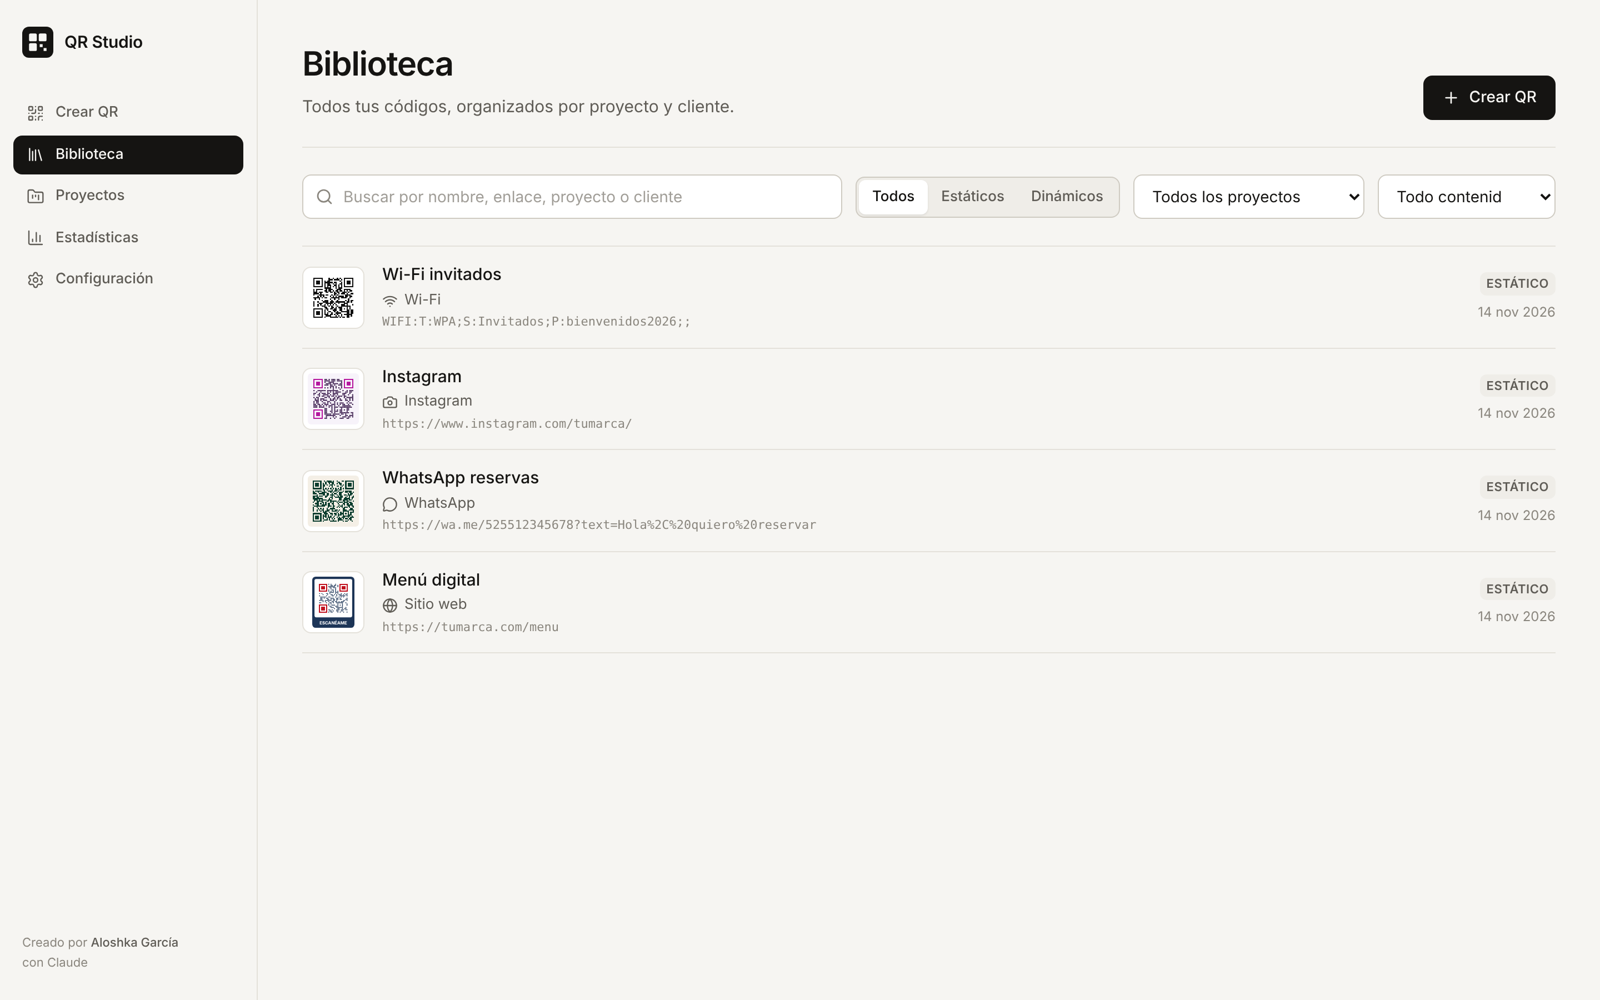 QR Studio
Crear QR
Biblioteca
Proyectos
Estadísticas
Configuración
Creado por Aloshka García
con Claude
Biblioteca
Todos tus códigos, organizados por proyecto y cliente.
Crear QR
Buscar por nombre, enlace, proyecto o cliente
Todos
Estáticos
Dinámicos
Todos los proyectos
Todo contenid
Wi-Fi invitados
Wi-Fi
WIFI:T:WPA;S:Invitados;P:bienvenidos2026;;
ESTÁTICO
14 nov 2026
Instagram
Instagram
https://www.instagram.com/tumarca/
ESTÁTICO
14 nov 2026
WhatsApp reservas
WhatsApp
https://wa.me/525512345678?text=Hola%2C%20quiero%20reservar
ESTÁTICO
14 nov 2026
ESCANÉAME
Menú digital
Sitio web
https://tumarca.com/menu
ESTÁTICO
14 nov 2026